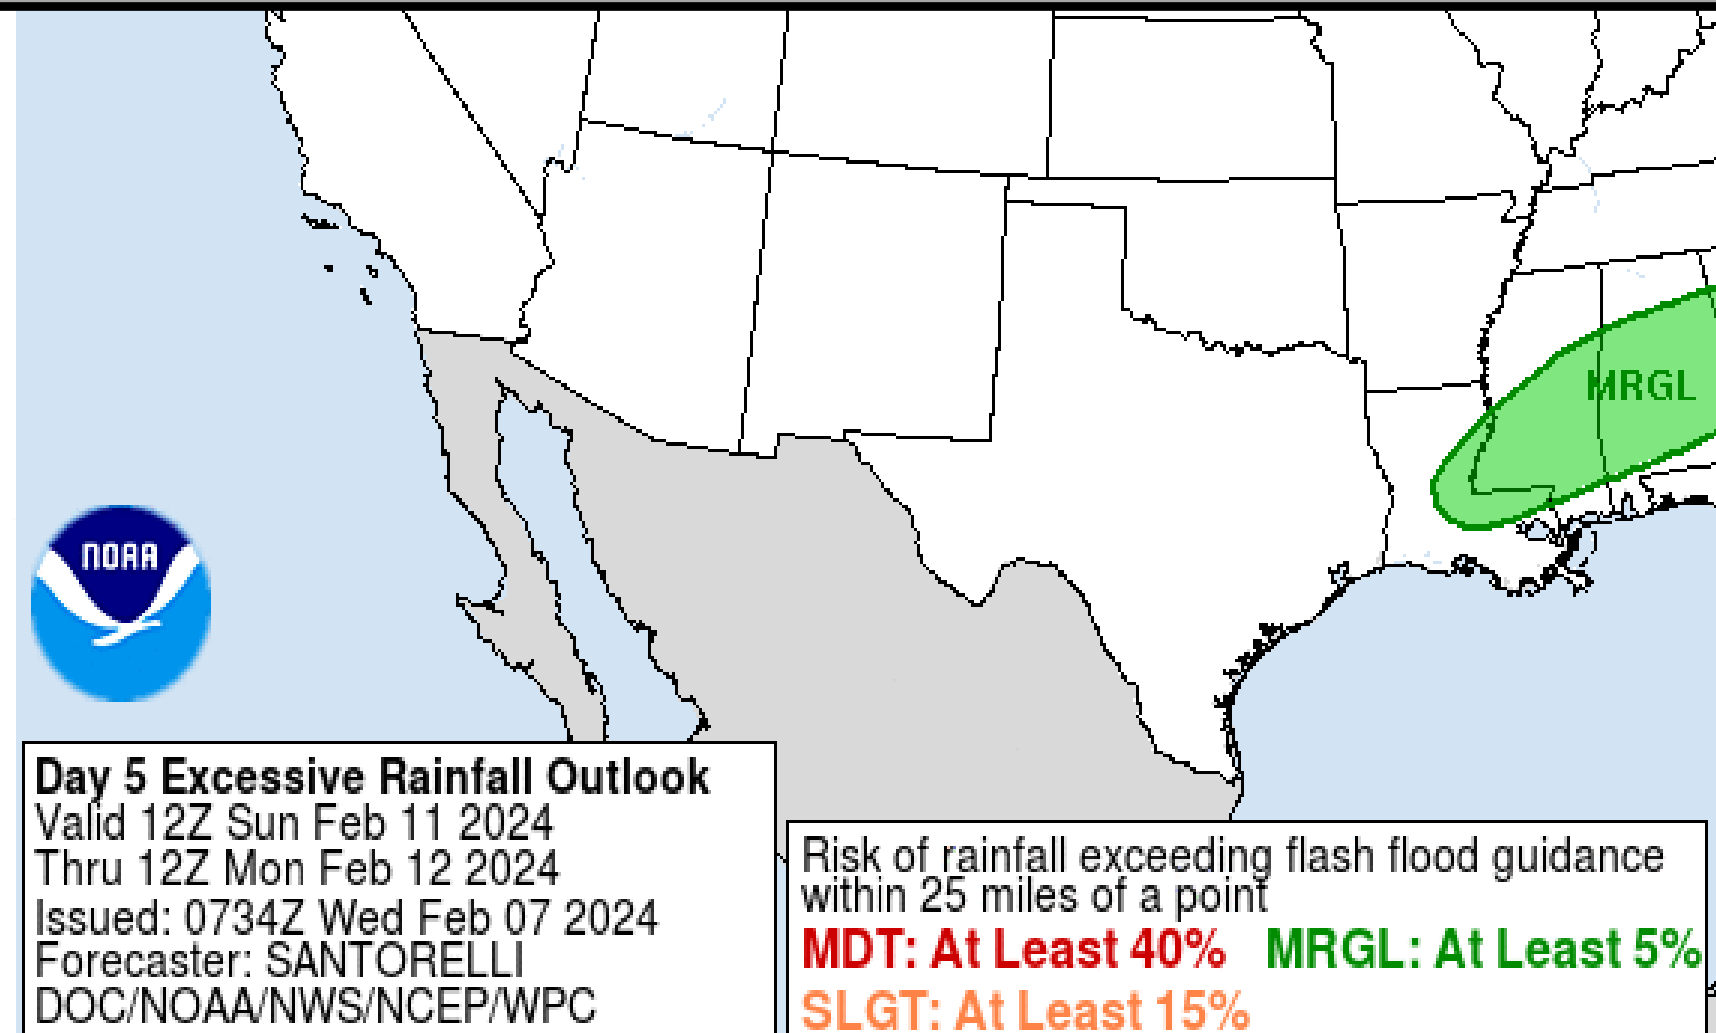 MRGL
NOAA
Day 5 Excessive Rainfall Outlook
Valid 12Z Sun Feb 11 2024
Thru 12Z Mon Feb 12 2024
Issued: 0734Z Wed Feb 07 2024
Forecaster: SANTORELLI
DOC/NOAA/NWS/NCEP/WPC
Risk of rainfall exceeding flash flood guidance
within 25 miles of a point
MDT: At Least 40% MRGL: At Least 5%
SLGT: At Least 15%